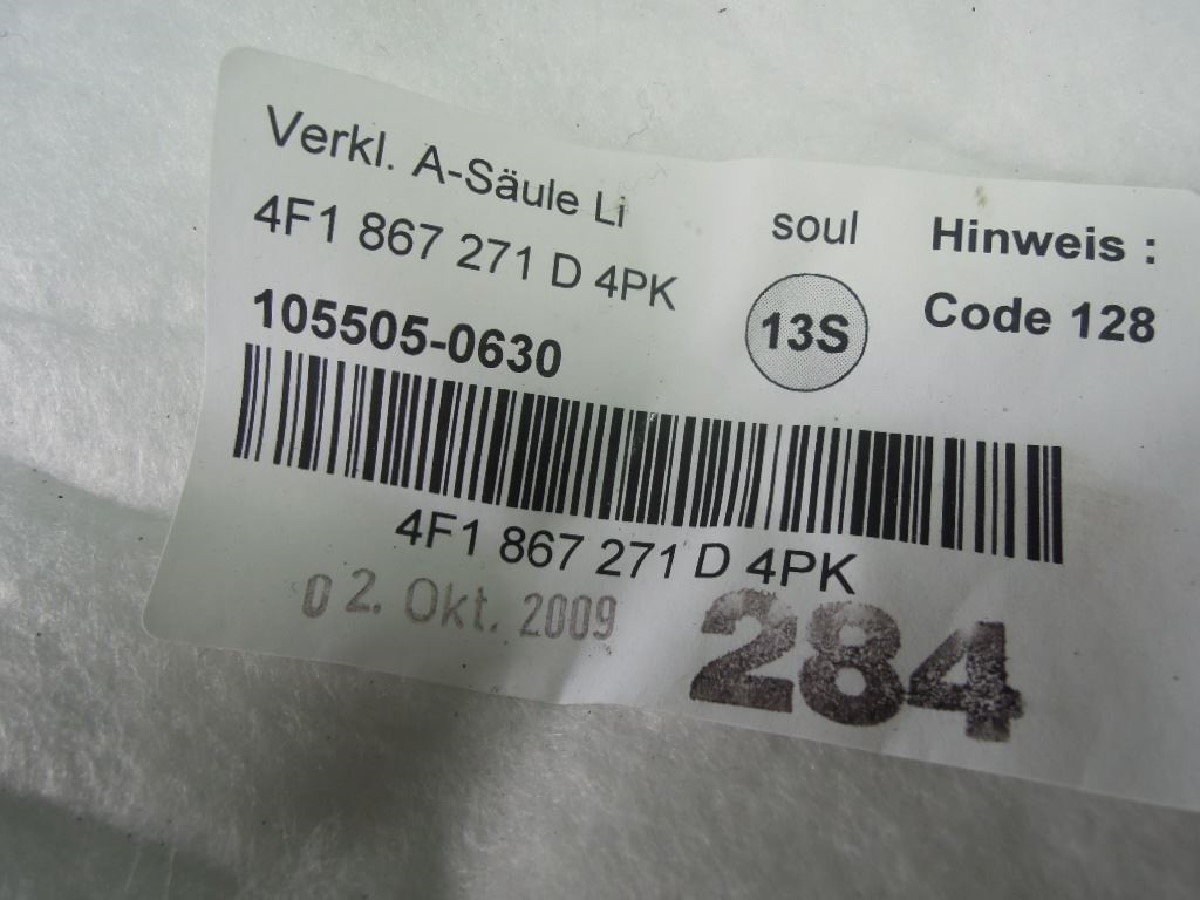 Verkl. A-Säule Li
4F1 867 271 D 4PK
105505-0630
soul
13S
Hinweis :
Code 128
4F1 867 271 D 4PK
02. Okt. 2009
284